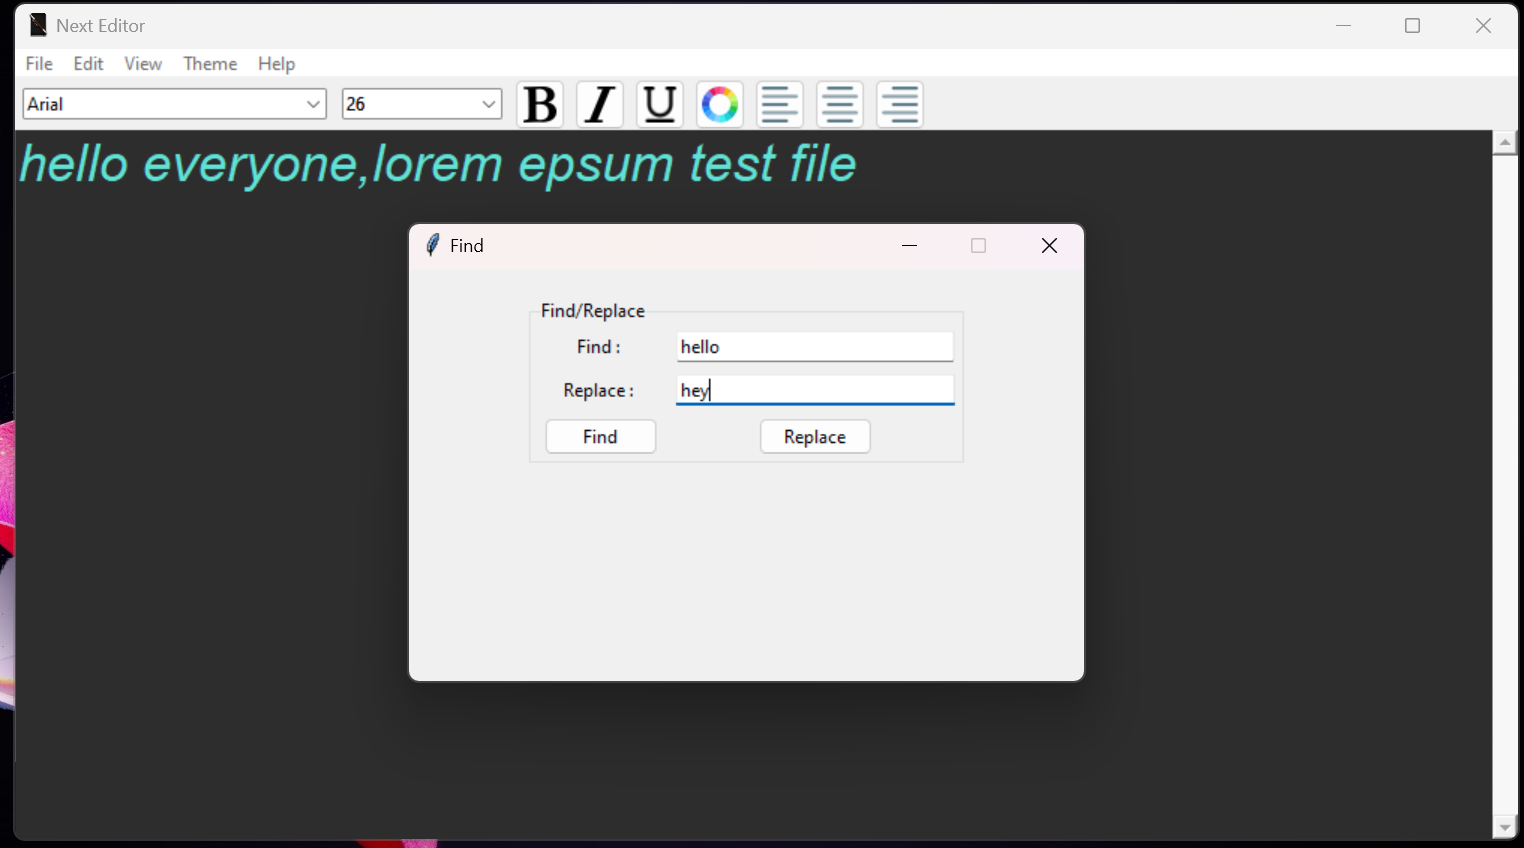 Next Editor
File Edit View Theme Help
Arial 26 B I U
hello everyone,lorem epsum test file
Find
Find/Replace
Find : hello
Replace : hey
Find Replace